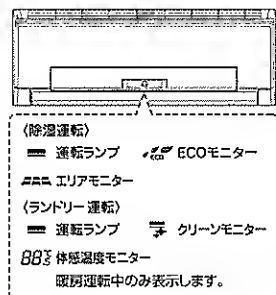 〈除湿運転〉
運転ランプ eco ECOモニター
エリアモニター
〈ランドリー運転〉
運転ランプ クリーンモニター
88℃ 体感温度モニター
暖房運転中のみ表示します。